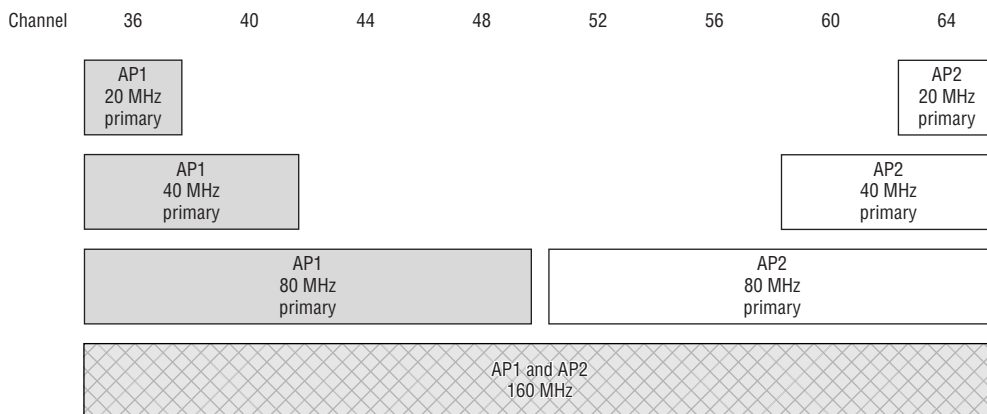 Channel 36 40 44 48 52 56 60 64
AP1
20 MHz
primary
AP2
20 MHz
primary
AP1
40 MHz
primary
AP2
40 MHz
primary
AP1
80 MHz
primary
AP2
80 MHz
primary
AP1 and AP2
160 MHz